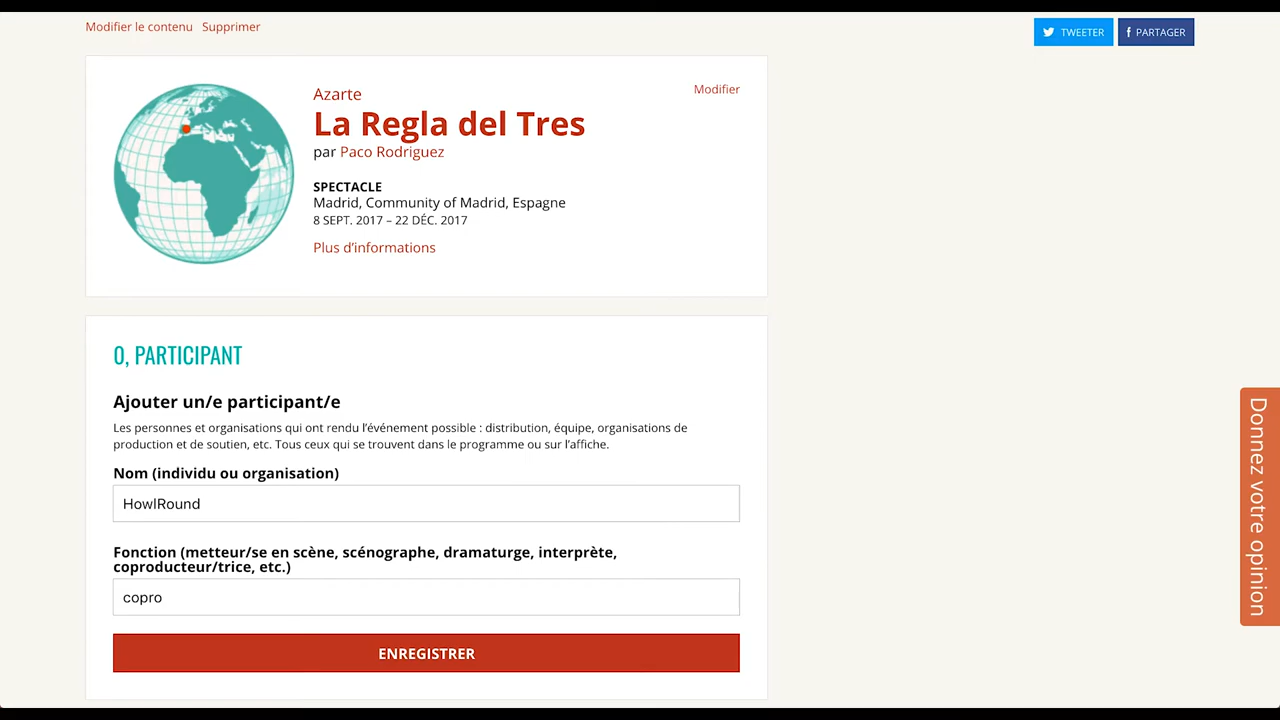 Modifier le contenu Supprimer
TWEETER
PARTAGER
Azarte
Modifier
La Regla del Tres
par Paco Rodriguez
SPECTACLE
Madrid, Community of Madrid, Espagne
8 SEPT. 2017 – 22 DÉC. 2017
Plus d’informations
0, PARTICIPANT
Ajouter un/e participant/e
Les personnes et organisations qui ont rendu l’événement possible : distribution, équipe, organisations de
production et de soutien, etc. Tous ceux qui se trouvent dans le programme ou sur l’affiche.
Nom (individu ou organisation)
HowlRound
Fonction (metteur/se en scène, scénographe, dramaturge, interprète,
coproducteur/trice, etc.)
copro
ENREGISTRER
Donnez votre opinion